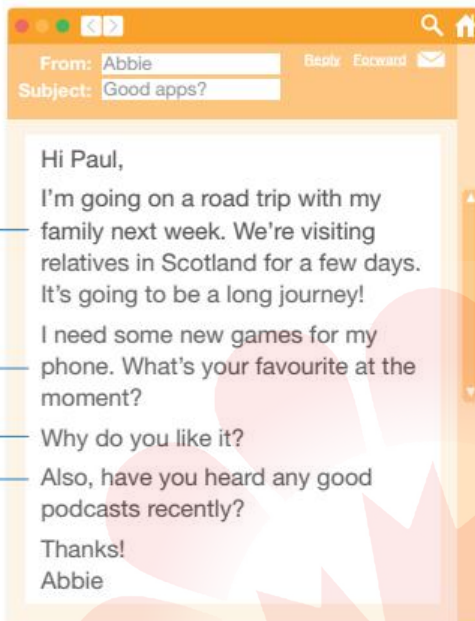 From: Abbie
Reply Forward
Subject: Good apps?
Hi Paul,
I'm going on a road trip with my
family next week. We're visiting
relatives in Scotland for a few days.
It's going to be a long journey!
I need some new games for my
phone. What's your favourite at the
moment?
Why do you like it?
Also, have you heard any good
podcasts recently?
Thanks!
Abbie